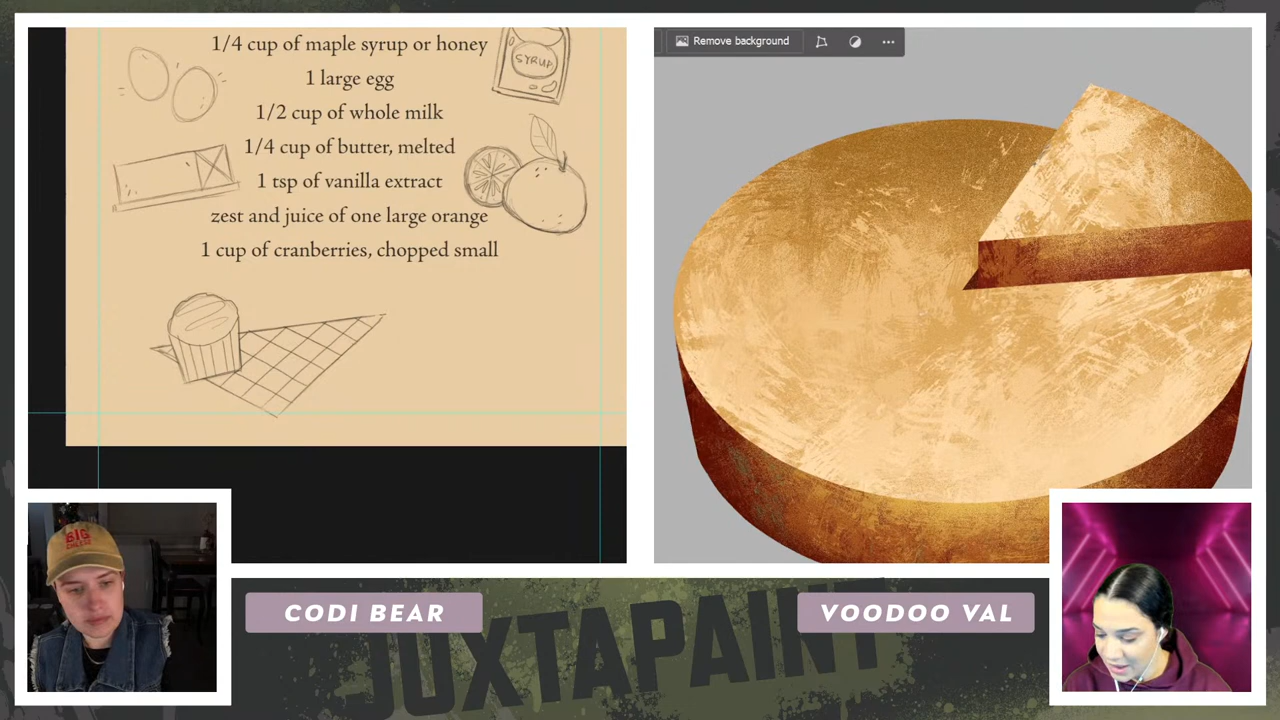 1/4 cup of maple syrup or honey
SYRUP
1 large egg
1/2 cup of whole milk
1/4 cup of butter, melted
1 tsp of vanilla extract
zest and juice of one large orange
1 cup of cranberries, chopped small
Remove background
BIG
CODI BEAR
VOODOO VAL
JUXTAPAINT